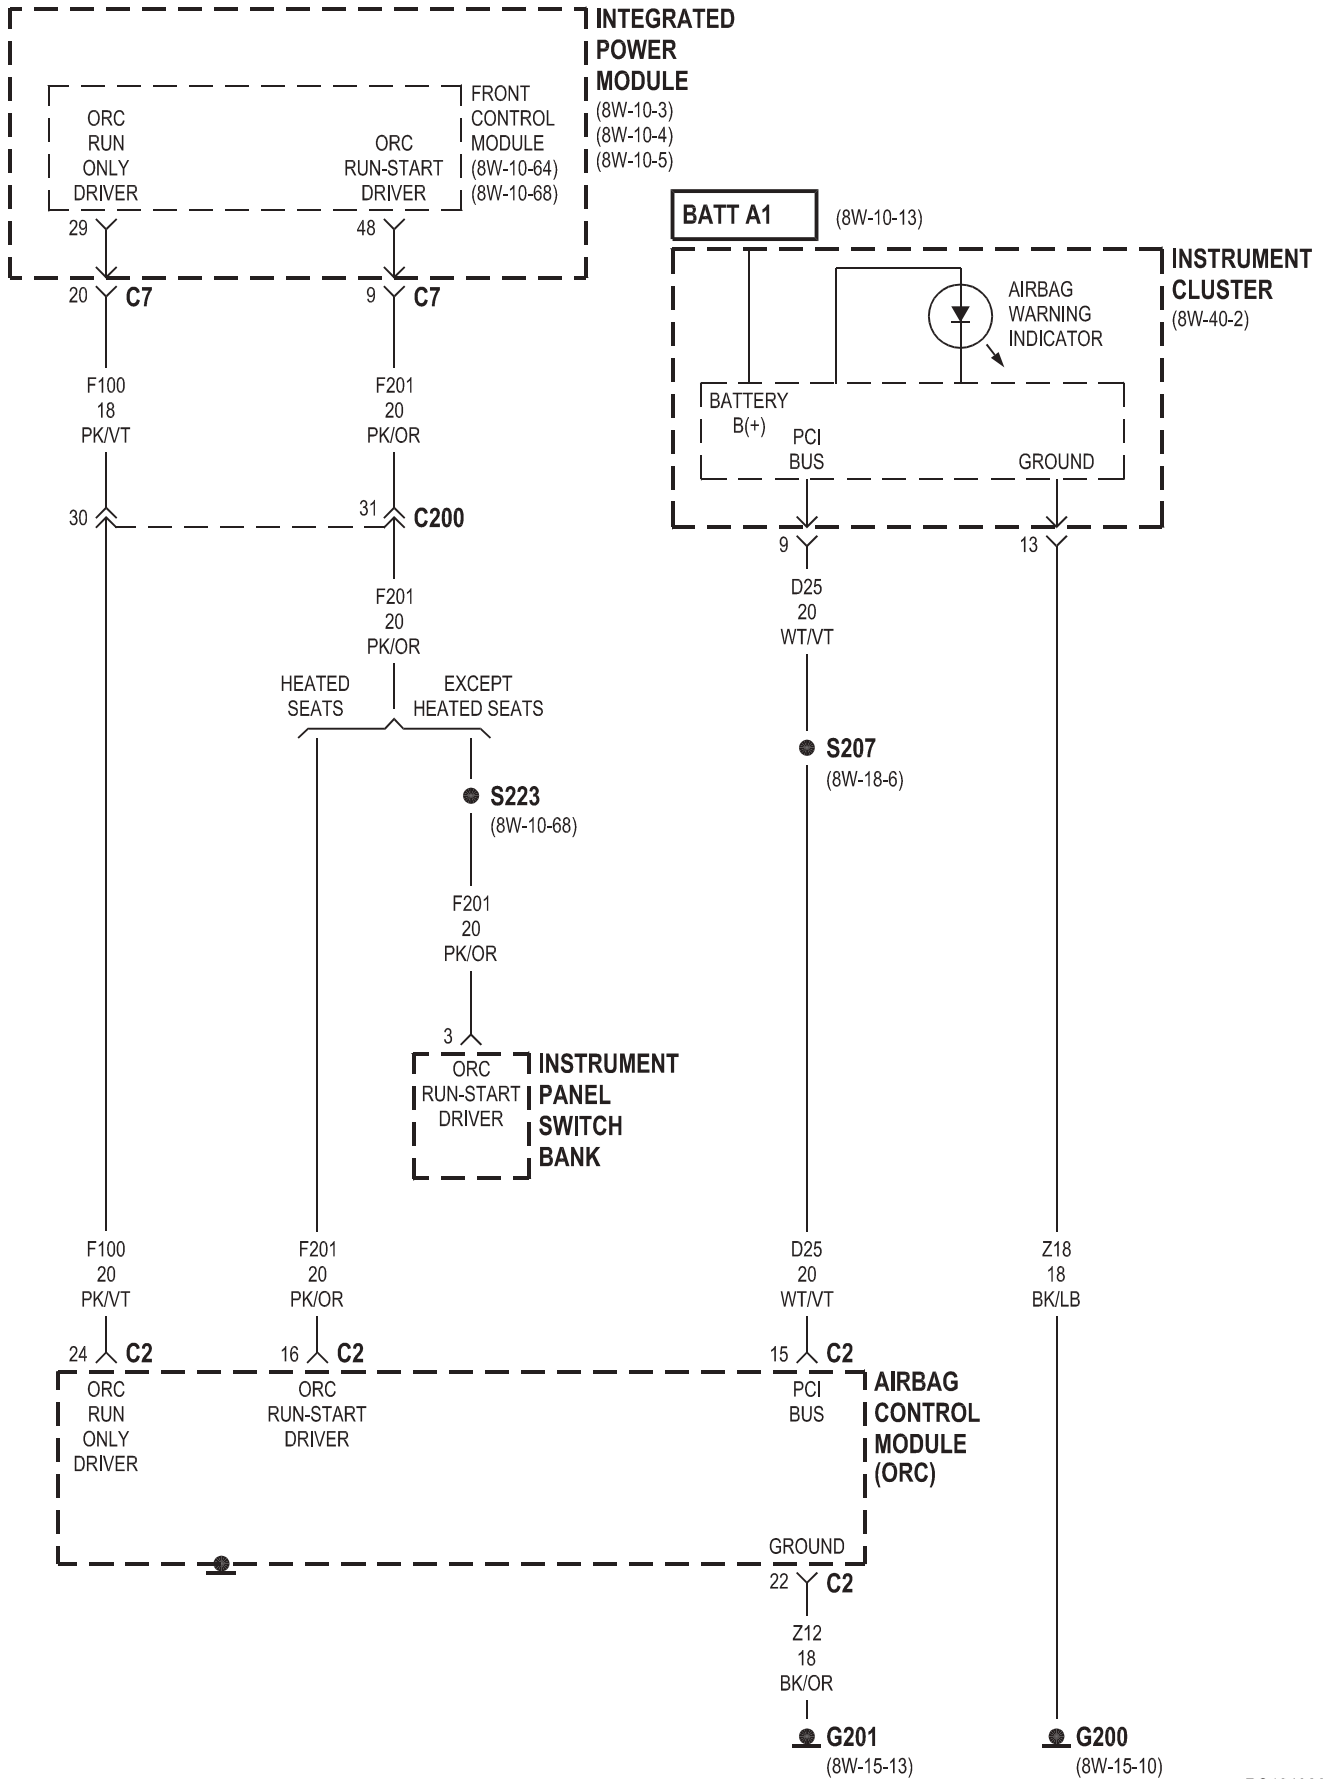 INTEGRATED
POWER
MODULE
(8W-10-3)
(8W-10-4)
(8W-10-5)
FRONT
CONTROL
MODULE
(8W-10-64)
(8W-10-68)
ORC
RUN
ONLY
DRIVER
ORC
RUN-START
DRIVER
29
48
20
C7
9
C7
F100
18
PK/VT
F201
20
PK/OR
30
31
C200
F201
20
PK/OR
HEATED
SEATS
EXCEPT
HEATED SEATS
S223
(8W-10-68)
F201
20
PK/OR
3
ORC
RUN-START
DRIVER
INSTRUMENT
PANEL
SWITCH
BANK
BATT A1
(8W-10-13)
INSTRUMENT
CLUSTER
(8W-40-2)
AIRBAG
WARNING
INDICATOR
BATTERY
B(+)
PCI
BUS
GROUND
9
13
D25
20
WT/VT
S207
(8W-18-6)
F100
20
PK/VT
F201
20
PK/OR
D25
20
WT/VT
Z18
18
BK/LB
24
C2
16
C2
15
C2
ORC
RUN
ONLY
DRIVER
ORC
RUN-START
DRIVER
PCI
BUS
AIRBAG
CONTROL
MODULE
(ORC)
GROUND
22
C2
Z12
18
BK/OR
G201
(8W-15-13)
G200
(8W-15-10)